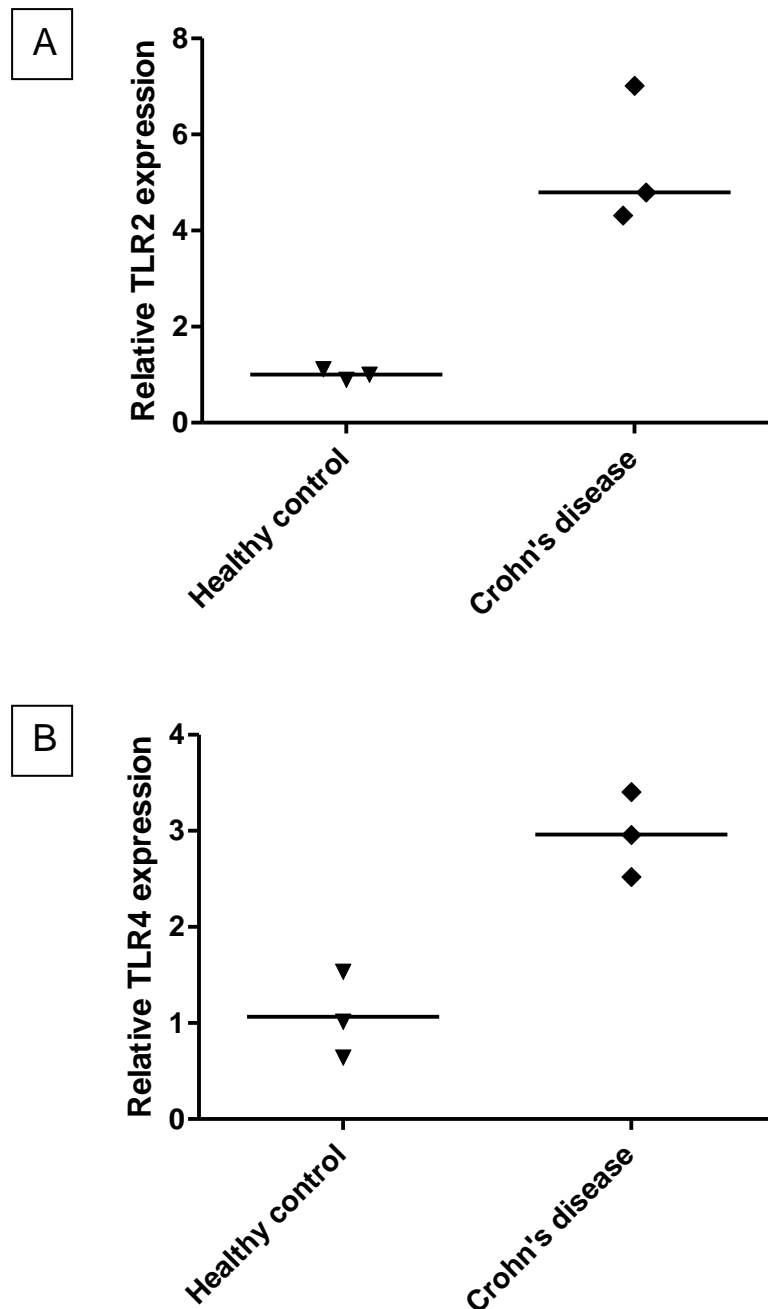 A
Relative TLR2 expression
8
6
4
2
0
Healthy control
Crohn's disease
B
Relative TLR4 expression
4
3
2
1
0
Healthy control
Crohn's disease